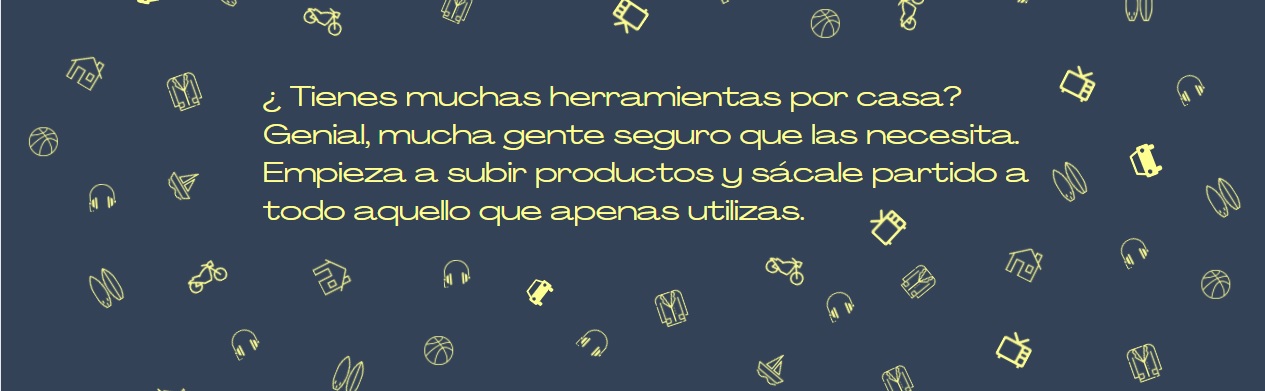 ¿ Tienes muchas herramientas por casa?
Genial, mucha gente seguro que las necesita.
Empieza a subir productos y sácale partido a
todo aquello que apenas utilizas.